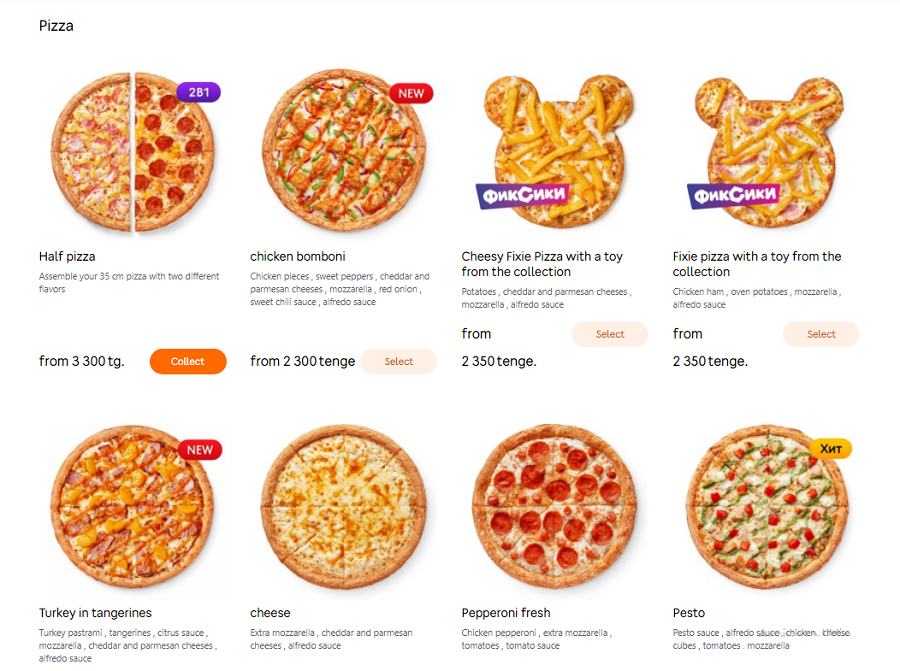 Pizza
2В1
NEW
ФИКСИКИ
ФИКСИКИ
Half pizza
chicken bomboni
Cheesy Fixie Pizza with a toy
from the collection
Fixie pizza with a toy from the
collection
Assemble your 35 cm pizza with two different
flavors
Chicken pieces , sweet peppers , cheddar and
parmesan cheeses , mozzarella , red onion ,
sweet chili sauce , alfredo sauce
Potatoes , cheddar and parmesan cheeses ,
mozzarella , alfredo sauce
Chicken ham , oven potatoes , mozzarella ,
alfredo sauce
from 3 300 tg.
Collect
from 2 300 tenge
Select
from
2 350 tenge.
Select
from
2 350 tenge.
Select
NEW
Хит
Turkey in tangerines
cheese
Pepperoni fresh
Pesto
Turkey pastrami , tangerines , citrus sauce ,
mozzarella , cheddar and parmesan cheeses ,
alfredo sauce
Extra mozzarella , cheddar and parmesan
cheeses , alfredo sauce
Chicken pepperoni , extra mozzarella ,
tomatoes , tomato sauce
Pesto sauce , alfredo sauce , chicken , cheese
cubes , tomatoes , mozzarella